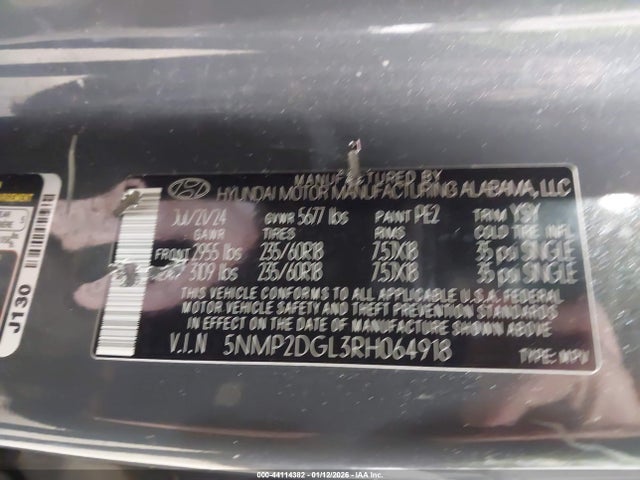 MANUFACTURED BY
HYUNDAI MOTOR MANUFACTURING ALABAMA, LLC
JUL/20/24 GVWR 5677 lbs PAINT PE2 TRIM YSY
GAWR TIRES RIMS COLD TIRE INFL.
FRONT 2955 lbs 235/60R18 7.5JX18 35 psi SINGLE
3109 lbs 235/60R18 7.5JX18 35 psi SINGLE
THIS VEHICLE CONFORMS TO ALL APPLICABLE U.S.A. FEDERAL
MOTOR VEHICLE SAFETY AND THEFT PREVENTION STANDARDS
IN EFFECT ON THE DATE OF MANUFACTURE SHOWN ABOVE.
V.I.N 5NMP2DGL3RH064918 TYPE: MPV
J130
000-44114382 - 01/12/2026 - IAA Inc.